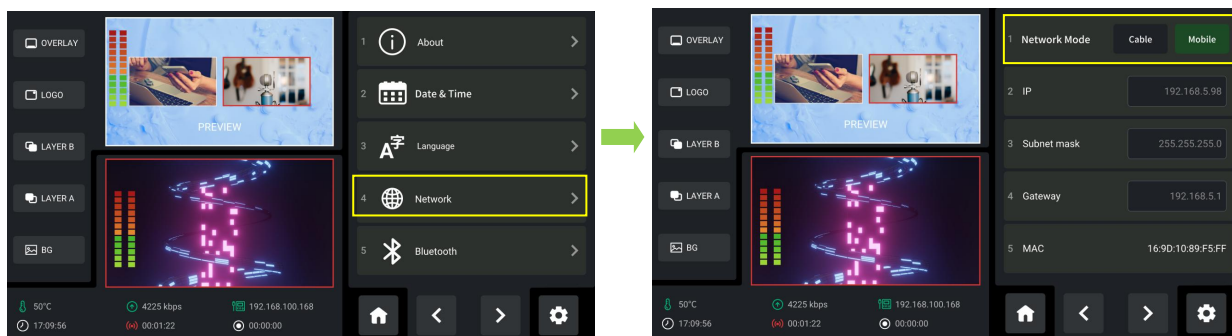 OVERLAY
LOGO
LAYER B
LAYER A
BG
PREVIEW
1 About
2 Date & Time
3 A字 Language
4 Network
5 Bluetooth
50°C 4225 kbps 192.168.100.168
17:09:56 00:01:22 00:00:00
OVERLAY
LOGO
LAYER B
LAYER A
BG
PREVIEW
1 Network Mode Cable Mobile
2 IP 192.168.5.98
3 Subnet mask 255.255.255.0
4 Gateway 192.168.5.1
5 MAC 16:9D:10:89:F5:FF
50°C 4225 kbps 192.168.100.168
17:09:56 00:01:22 00:00:00